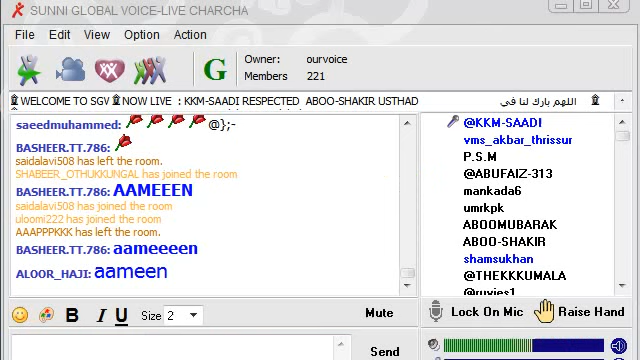 SUNNI GLOBAL VOICE-LIVE CHARCHA
File Edit View Option Action
G
Owner: ourvoice
Members 221
WELCOME TO SGV NOW LIVE : KKM-SAADI RESPECTED ABOO-SHAKIR USTHAD اللهم بارك لنا في
saeedmuhammed: @};-
BASHEER.TT.786:
saidalavi508 has left the room.
SHABEER_OTHUKKUNGAL has joined the room
BASHEER.TT.786: AAMEEEN
saidalavi508 has joined the room
uloomi222 has joined the room
AAAPPPKKK has left the room.
BASHEER.TT.786: aameeeen
ALOOR_HAJI: aameen
@KKM-SAADI
vms_akbar_thrissur
P.S.M
@ABUFAIZ-313
mankada6
umrkpk
ABOOMUBARAK
ABOO-SHAKIR
shamsukhan
@THEKKKUMALA
@ruvies1
B I U Size 2 Mute
Lock On Mic Raise Hand
Send